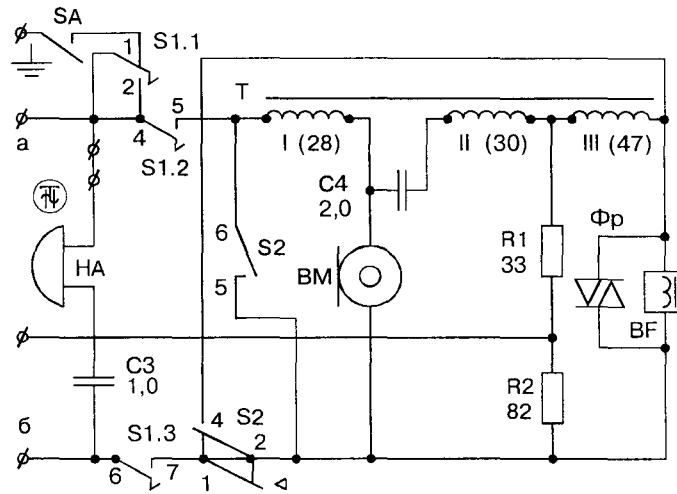 SA
1 S1.1
2
а
4
5
S1.2
T
I (28)
II (30)
III (47)
C4
2,0
6
S2
5
BM
R1
33
Фр
BF
HA
C3
1,0
R2
82
б
S1.3
6
7
4
S2
2
1